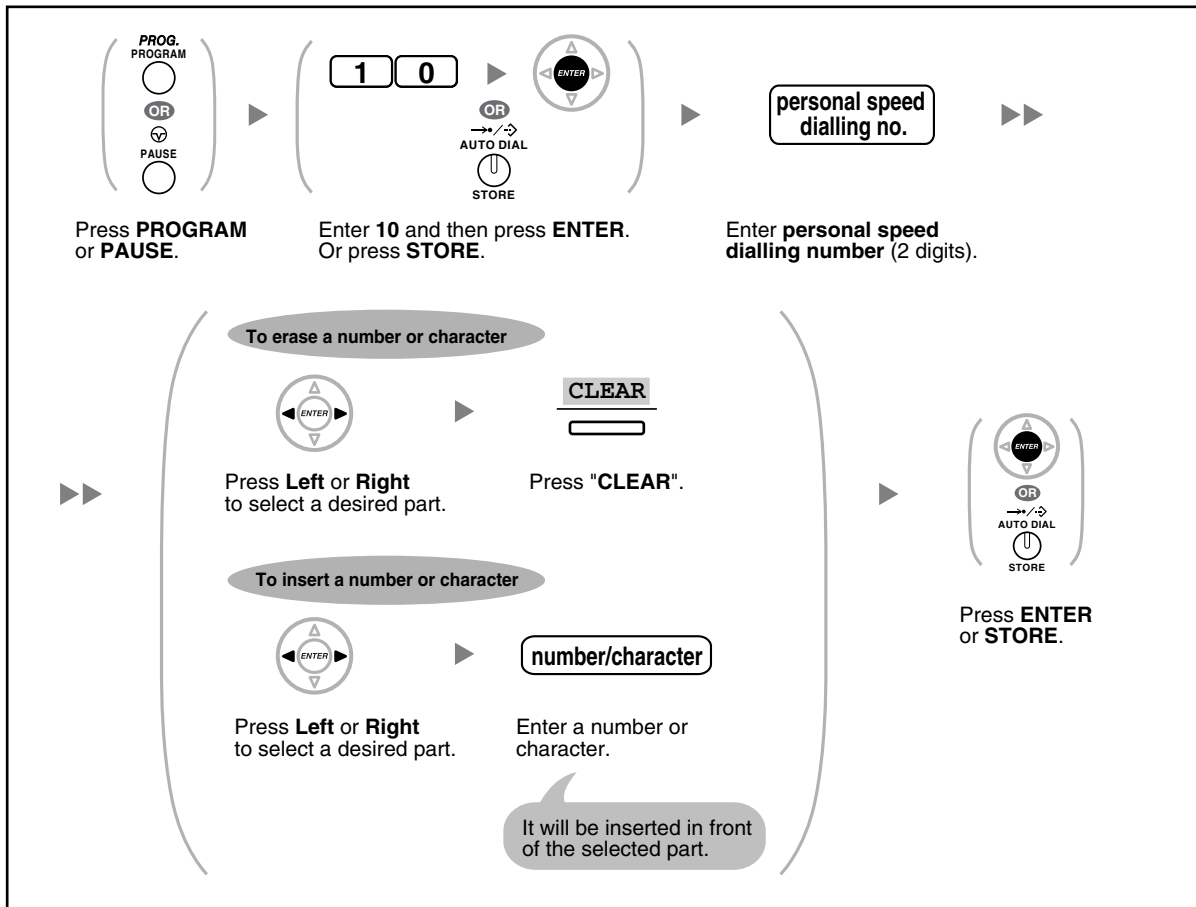 PROG.
PROGRAM
OR
PAUSE
Press PROGRAM
or PAUSE.
1 0
ENTER
OR
AUTO DIAL
STORE
Enter 10 and then press ENTER.
Or press STORE.
personal speed
dialling no.
Enter personal speed
dialling number (2 digits).
To erase a number or character
ENTER
Press Left or Right
to select a desired part.
CLEAR
Press "CLEAR".
To insert a number or character
ENTER
Press Left or Right
to select a desired part.
number/character
Enter a number or
character.
It will be inserted in front
of the selected part.
ENTER
OR
AUTO DIAL
STORE
Press ENTER
or STORE.